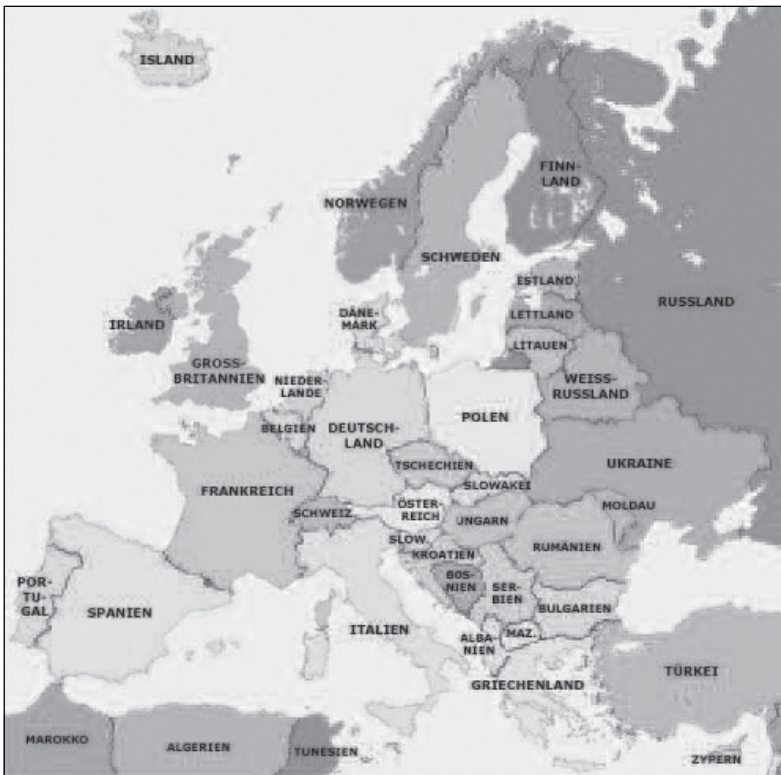 ISLAND
FINN-
LAND
NORWEGEN
SCHWEDEN
ESTLAND
RUSSLAND
LETTLAND
DÄNE-
MARK
IRLAND
LITAUEN
GROSS-
BRITANNIEN
WEISS-
RUSSLAND
NIEDER-
LANDE
POLEN
BELGIEN
DEUTSCH-
LAND
UKRAINE
TSCHECHIEN
SLOWAKEI
FRANKREICH
ÖSTER-
REICH
MOLDAU
SCHWEIZ
UNGARN
SLOW.
RUMÄNIEN
KROATIEN
BOS-
NIEN
POR-
TU-
GAL
SER-
BIEN
SPANIEN
BULGARIEN
ITALIEN
ALBA-
NIEN
MAZ.
TÜRKEI
GRIECHENLAND
MAROKKO
ALGERIEN
TUNESIEN
ZYPERN